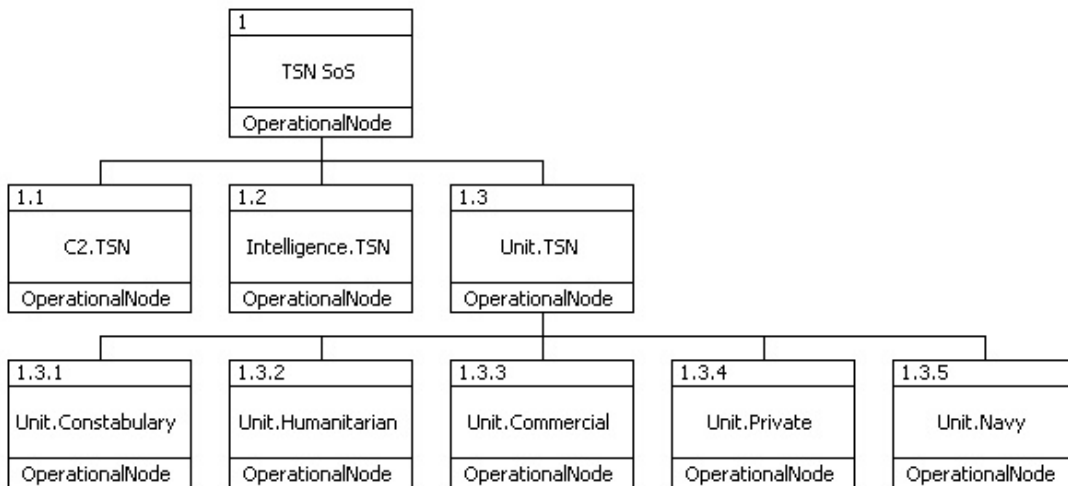 1
TSN SoS
OperationalNode
1.1
C2.TSN
OperationalNode
1.2
Intelligence.TSN
OperationalNode
1.3
Unit.TSN
OperationalNode
1.3.1
Unit.Constabulary
OperationalNode
1.3.2
Unit.Humanitarian
OperationalNode
1.3.3
Unit.Commercial
OperationalNode
1.3.4
Unit.Private
OperationalNode
1.3.5
Unit.Navy
OperationalNode